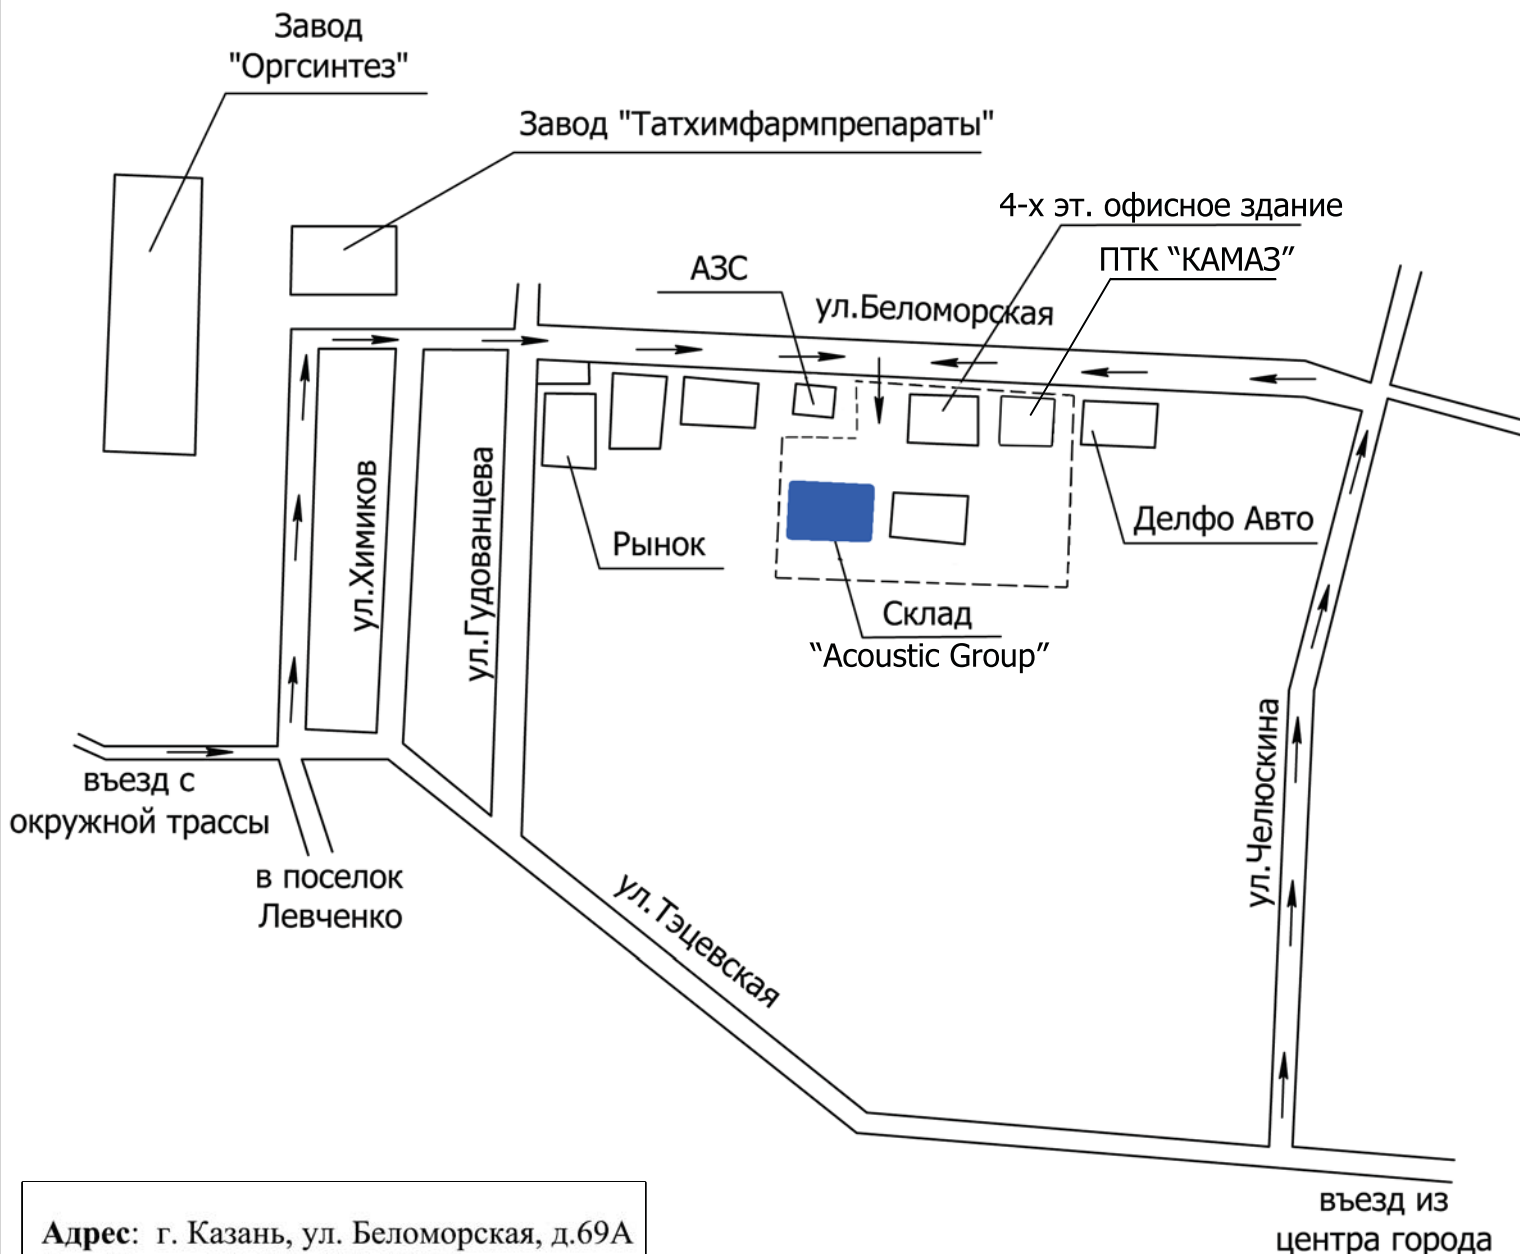 Завод
"Оргсинтез"
Завод "Татхимфармпрепараты"
4-х эт. офисное здание
ПТК “КАМАЗ”
АЗС
ул.Беломорская
ул.Химиков
ул.Гудованцева
Рынок
Делфо Авто
Склад
“Acoustic Group”
ул.Челюскина
въезд с
окружной трассы
в поселок
Левченко
ул.Тэцевская
въезд из
центра города
Адрес: г. Казань, ул. Беломорская, д.69А